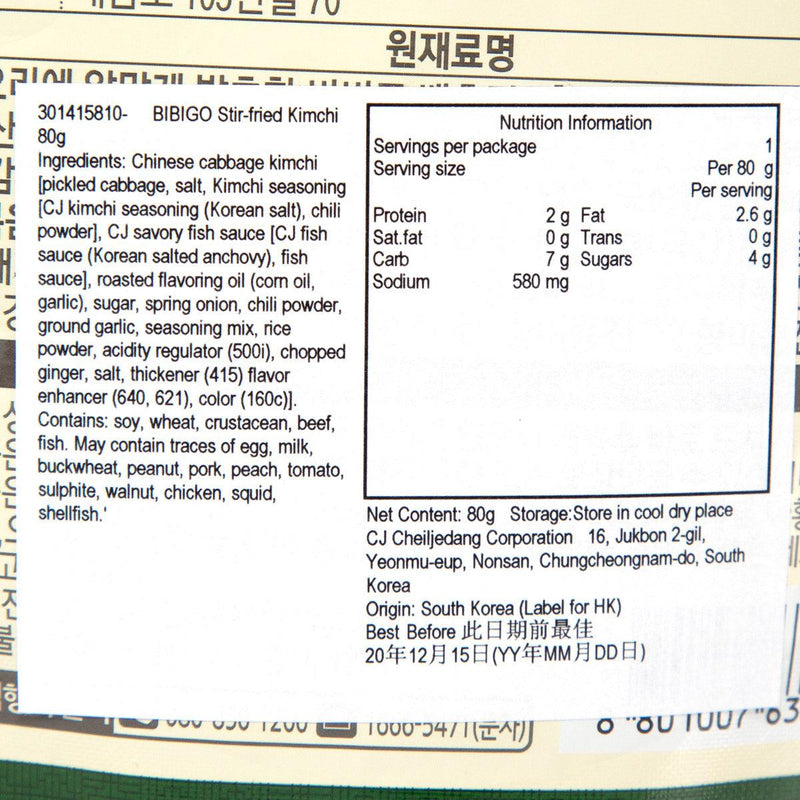 원재료명
301415810- BIBIGO Stir-fried Kimchi
80g
Ingredients: Chinese cabbage kimchi
[pickled cabbage, salt, Kimchi seasoning
[CJ kimchi seasoning (Korean salt), chili
powder], CJ savory fish sauce [CJ fish
sauce (Korean salted anchovy), fish
sauce], roasted flavoring oil (corn oil,
garlic), sugar, spring onion, chili powder,
ground garlic, seasoning mix, rice
powder, acidity regulator (500i), chopped
ginger, salt, thickener (415) flavor
enhancer (640, 621), color (160c)].
Contains: soy, wheat, crustacean, beef,
fish. May contain traces of egg, milk,
buckwheat, peanut, pork, peach, tomato,
sulphite, walnut, chicken, squid,
shellfish.'
Nutrition Information
Servings per package 1
Serving size Per 80 g
Per serving
Protein 2 g Fat 2.6 g
Sat.fat 0 g Trans 0 g
Carb 7 g Sugars 4 g
Sodium 580 mg
Net Content: 80g Storage:Store in cool dry place
CJ Cheiljedang Corporation 16, Jukbon 2-gil,
Yeonmu-eup, Nonsan, Chungcheongnam-do, South
Korea
Origin: South Korea (Label for HK)
Best Before 此日期前最佳
20年12月15日(YY年MM月DD日)